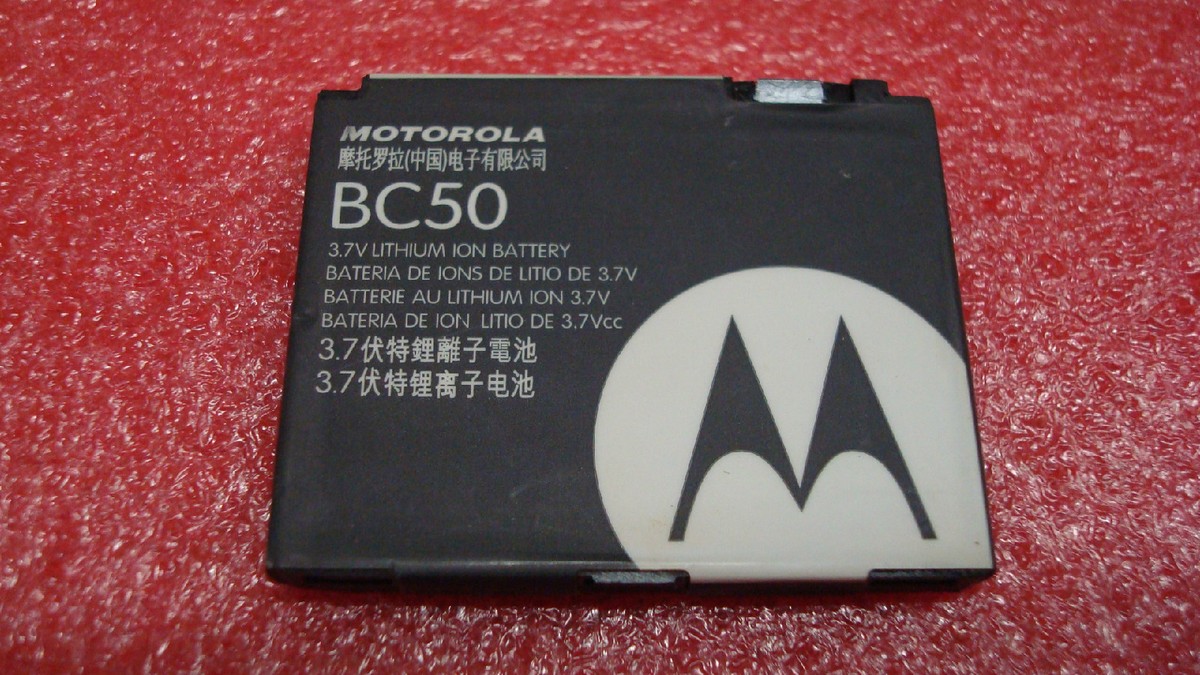 MOTOROLA
摩托罗拉(中国)电子有限公司
BC50
3.7V LITHIUM ION BATTERY
BATERIA DE IONS DE LITIO DE 3.7V
BATTERIE AU LITHIUM ION 3.7V
BATERIA DE ION LITIO DE 3,7Vcc
3.7伏特鋰離子電池
3.7伏特锂离子电池